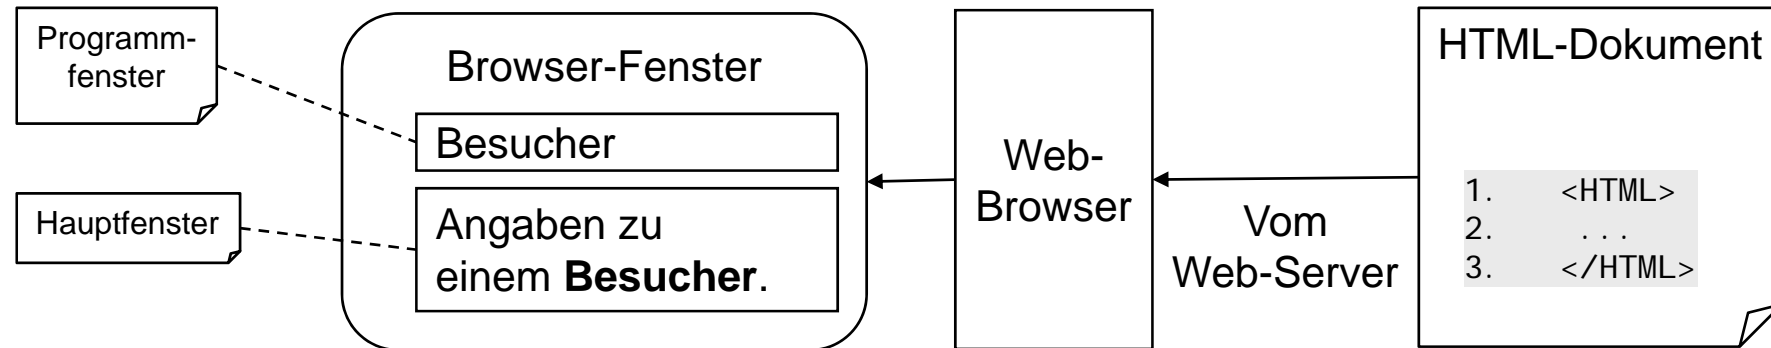 Programm-
fenster
Hauptfenster
Browser-Fenster
Besucher
Angaben zu
einem Besucher.
Web-
Browser
Vom
Web-Server
HTML-Dokument
1. <HTML>
2. ...
3. </HTML>